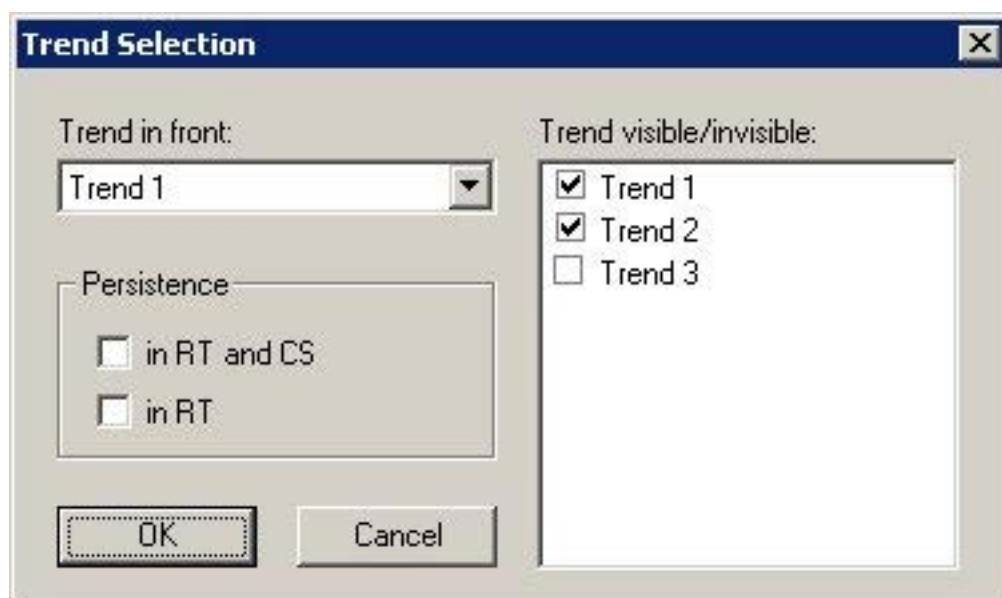 Trend Selection
Trend in front:
Trend 1
Persistence
in RT and CS
in RT
OK
Cancel
Trend visible/invisible:
Trend 1
Trend 2
Trend 3